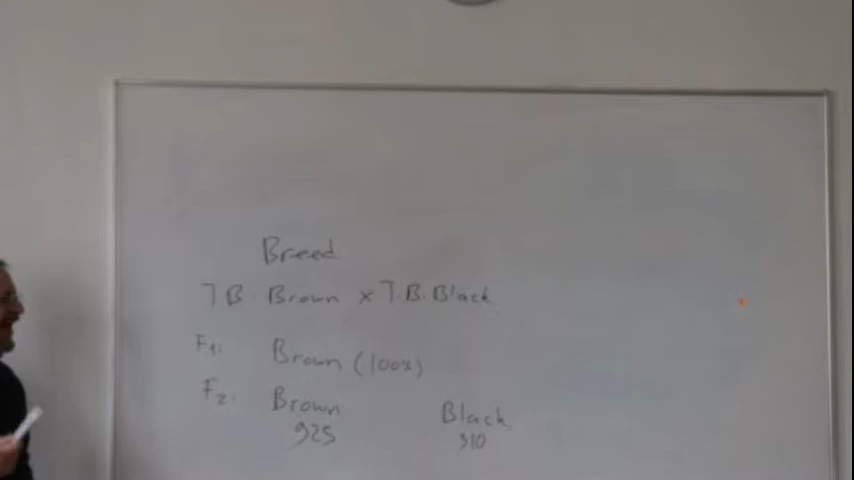 Breed
T B. Brown x T.B. Black
F1: Brown (100%)
F2: Brown Black
925 310